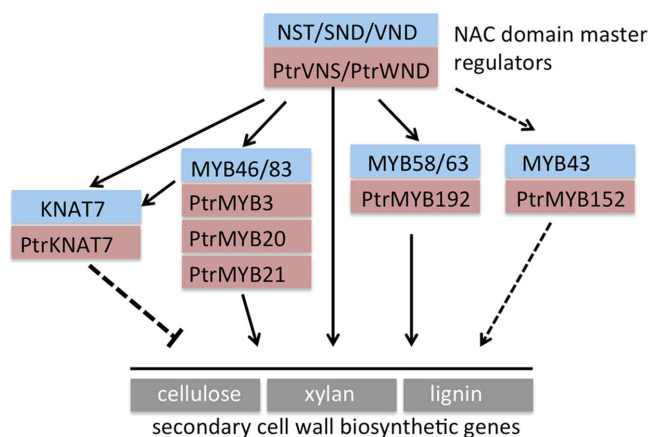 NST/SND/VND
PtrVNS/PtrWND
NAC domain master
regulators
MYB46/83
PtrMYB3
PtrMYB20
PtrMYB21
MYB58/63
PtrMYB192
MYB43
PtrMYB152
KNAT7
PtrKNAT7
cellulose
xylan
lignin
secondary cell wall biosynthetic genes